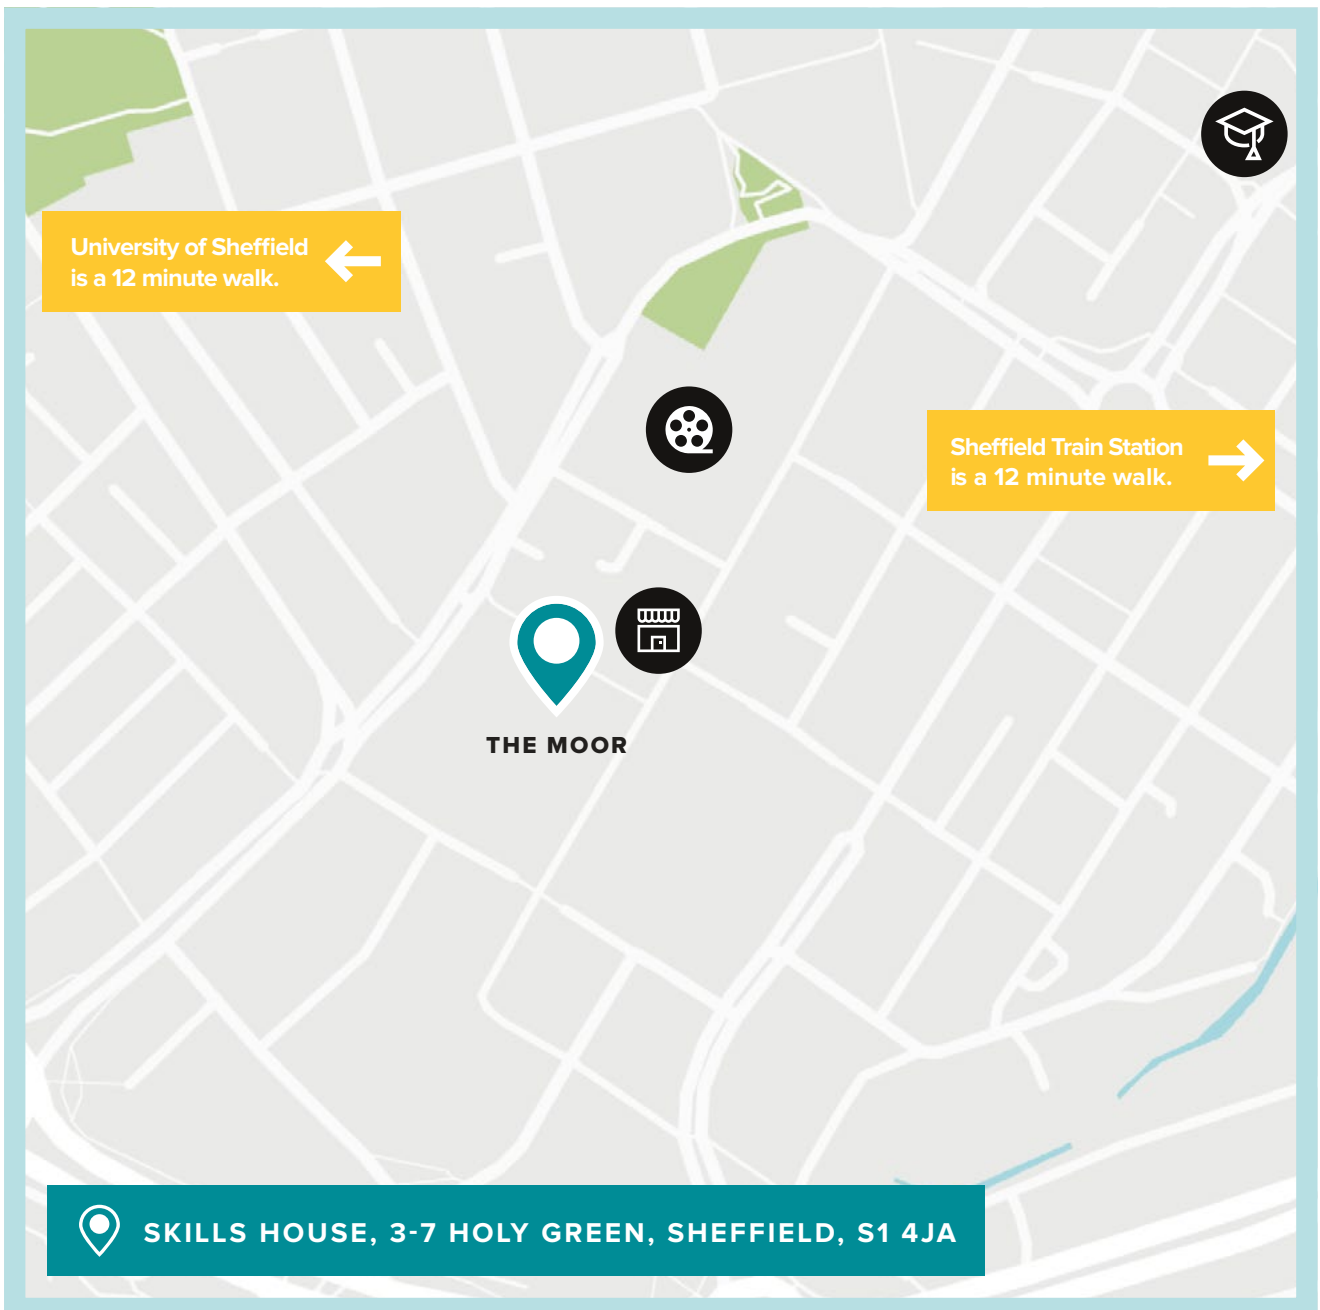 University of Sheffield
is a 12 minute walk.
Sheffield Train Station
is a 12 minute walk.
THE MOOR
SKILLS HOUSE, 3-7 HOLY GREEN, SHEFFIELD, S1 4JA